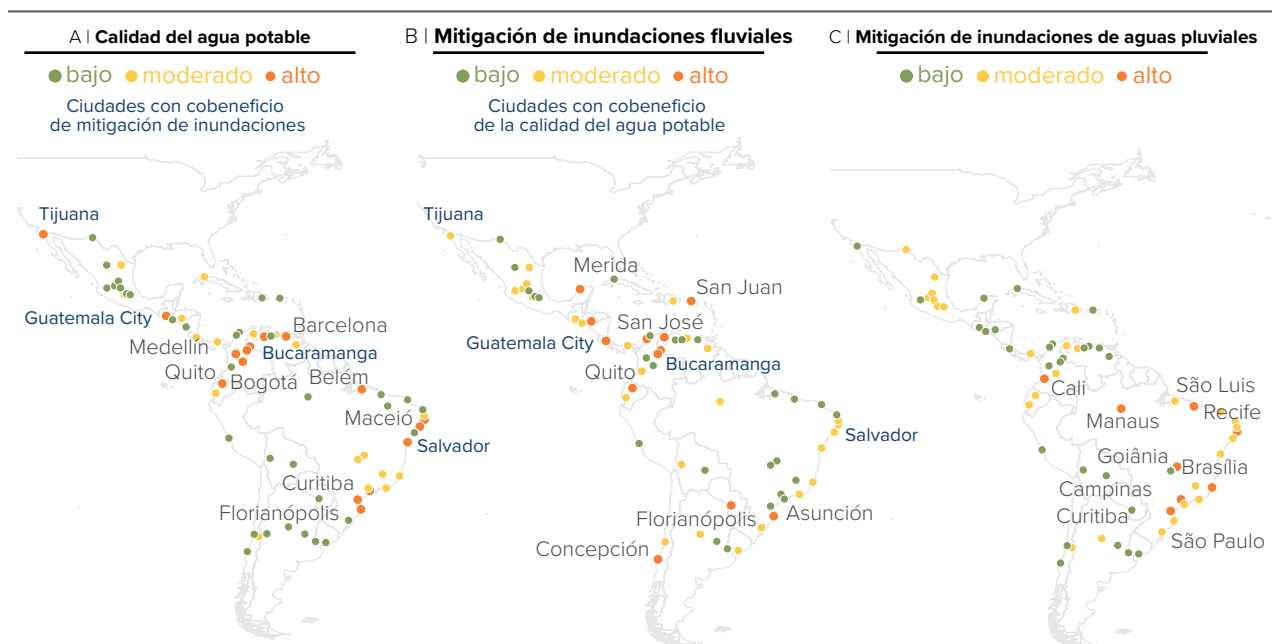 A | Calidad del agua potable
bajo moderado alto
Ciudades con cobeneficio
de mitigación de inundaciones
Tijuana
Guatemala City
Barcelona
Medellín
Bucaramanga
Quito
Bogotá
Belém
Maceió
Salvador
Curitiba
Florianópolis
B | Mitigación de inundaciones fluviales
bajo moderado alto
Ciudades con cobeneficio
de la calidad del agua potable
Tijuana
Merida
San Juan
San José
Guatemala City
Bucaramanga
Quito
Salvador
Florianópolis
Asunción
Concepción
C | Mitigación de inundaciones de aguas pluviales
bajo moderado alto
Cali
São Luis
Manaus
Recife
Goiânia
Brasília
Campinas
Curitiba
São Paulo